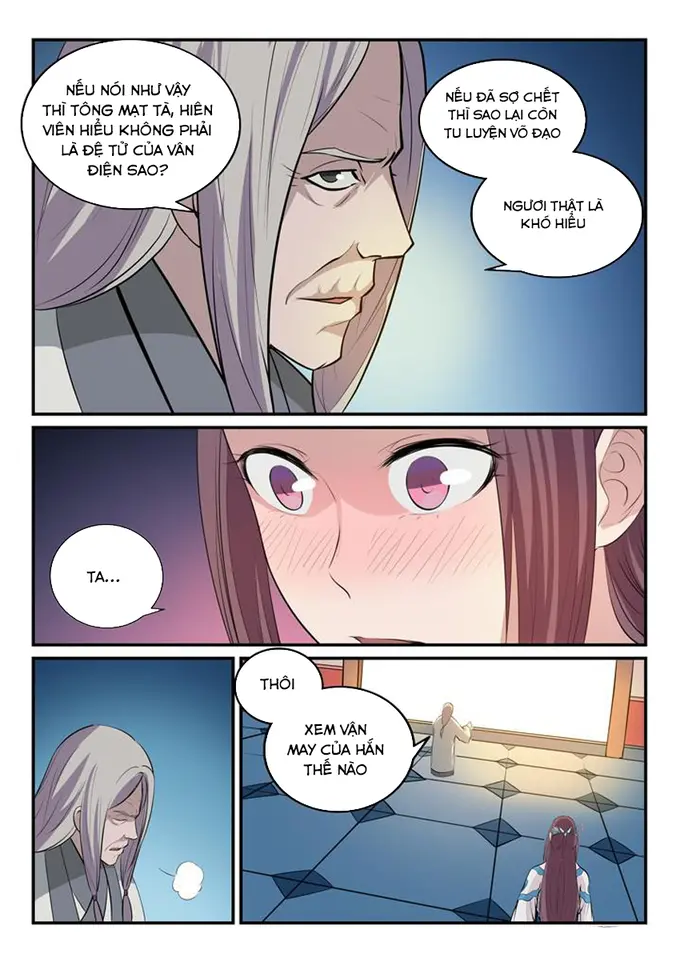 NẾU NÓI NHƯ VẬY
THÌ TÔNG MẠT TÀ, HIÊN
VIÊN HIỂU KHÔNG PHẢI
LÀ ĐỆ TỬ CỦA VÂN
ĐIỆN SAO?
NẾU ĐÃ SỢ CHẾT
THÌ SAO LẠI CÒN
TU LUYỆN VÕ ĐẠO
NGƯƠI THẬT LÀ
KHÓ HIỂU
TA...
THÔI
XEM VẬN
MAY CỦA HẮN
THẾ NÀO